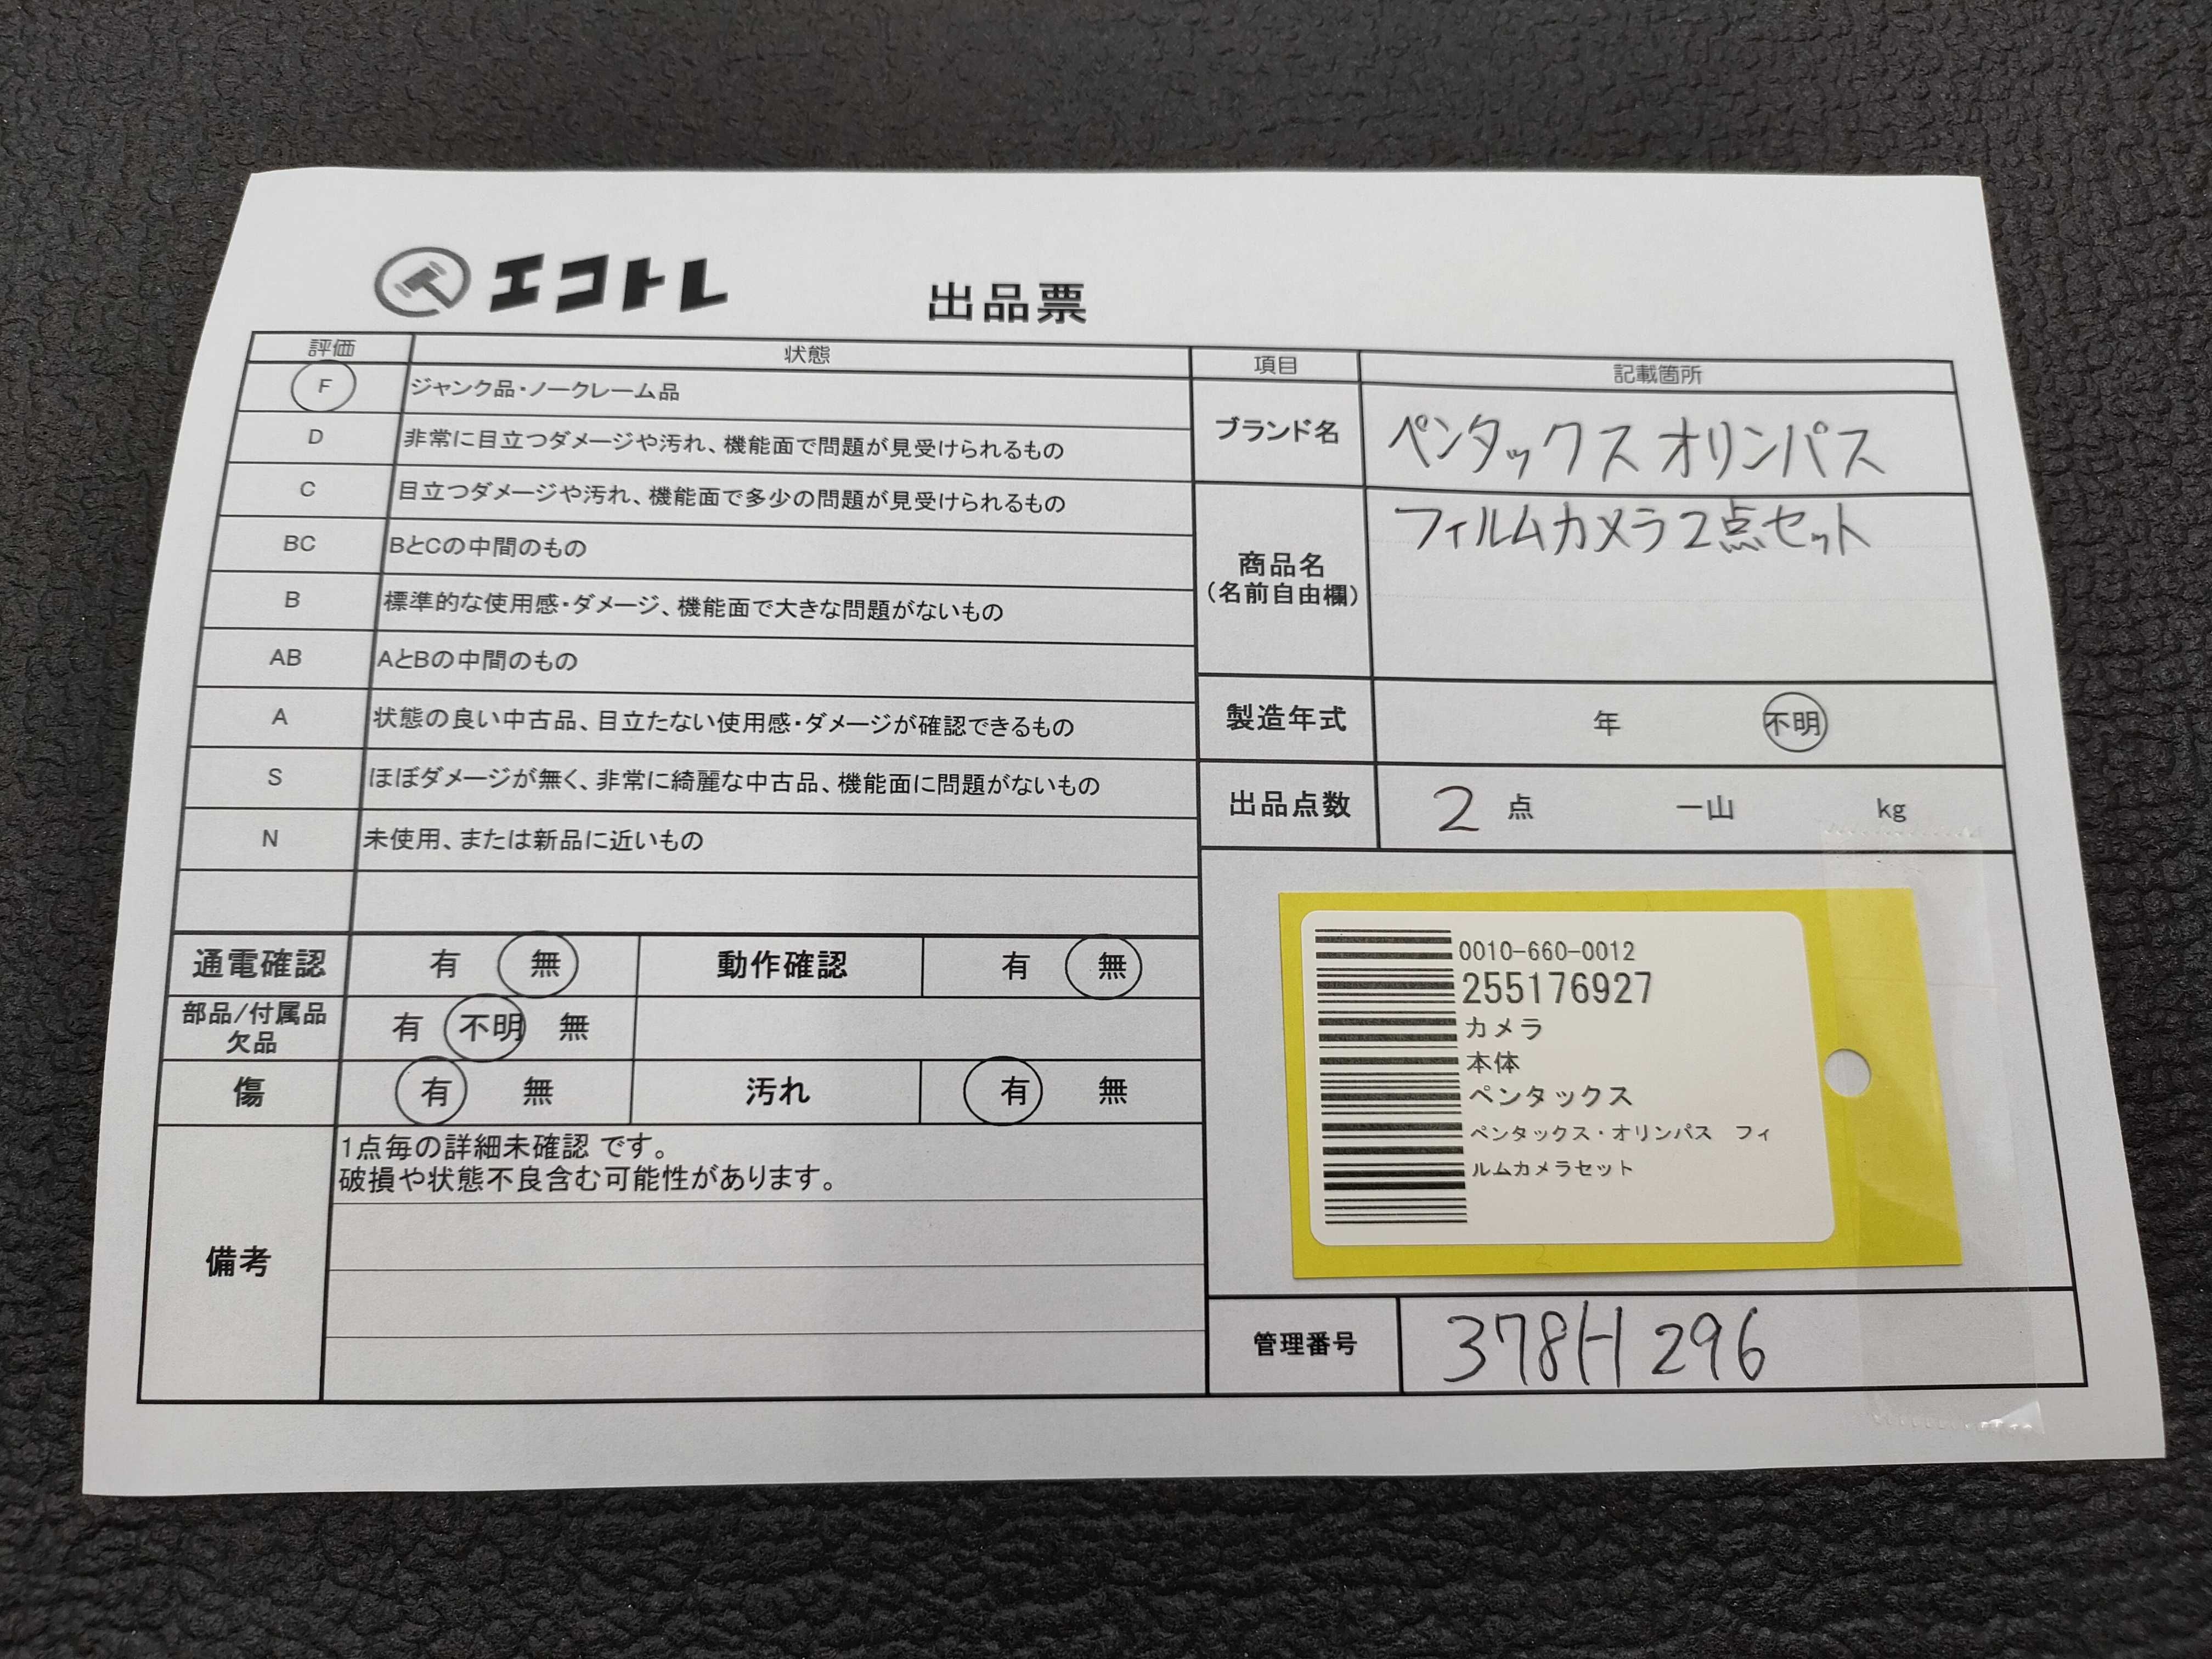 エコトレ 出品票
評価 状態
F ジャンク品・ノークレーム品
D 非常に目立つダメージや汚れ、機能面で問題が見受けられるもの
C 目立つダメージや汚れ、機能面で多少の問題が見受けられるもの
BC BとCの中間のもの
B 標準的な使用感・ダメージ、機能面で大きな問題がないもの
AB AとBの中間のもの
A 状態の良い中古品、目立たない使用感・ダメージが確認できるもの
S ほぼダメージが無く、非常に綺麗な中古品、機能面に問題がないもの
N 未使用、または新品に近いもの
通電確認 有 無 動作確認 有 無
部品/付属品
欠品 有 不明 無
傷 有 無 汚れ 有 無
備考
1点毎の詳細未確認 です。
破損や状態不良含む可能性があります。
項目 記載箇所
ブランド名 ペンタックス オリンパス
商品名
(名前自由欄)
フィルムカメラ2点セット
製造年式 年 不明
出品点数 2 点 一山 kg
0010-660-0012
255176927
カメラ
本体
ペンタックス
ペンタックス・オリンパス フィ
ルムカメラセット
管理番号 378H 296